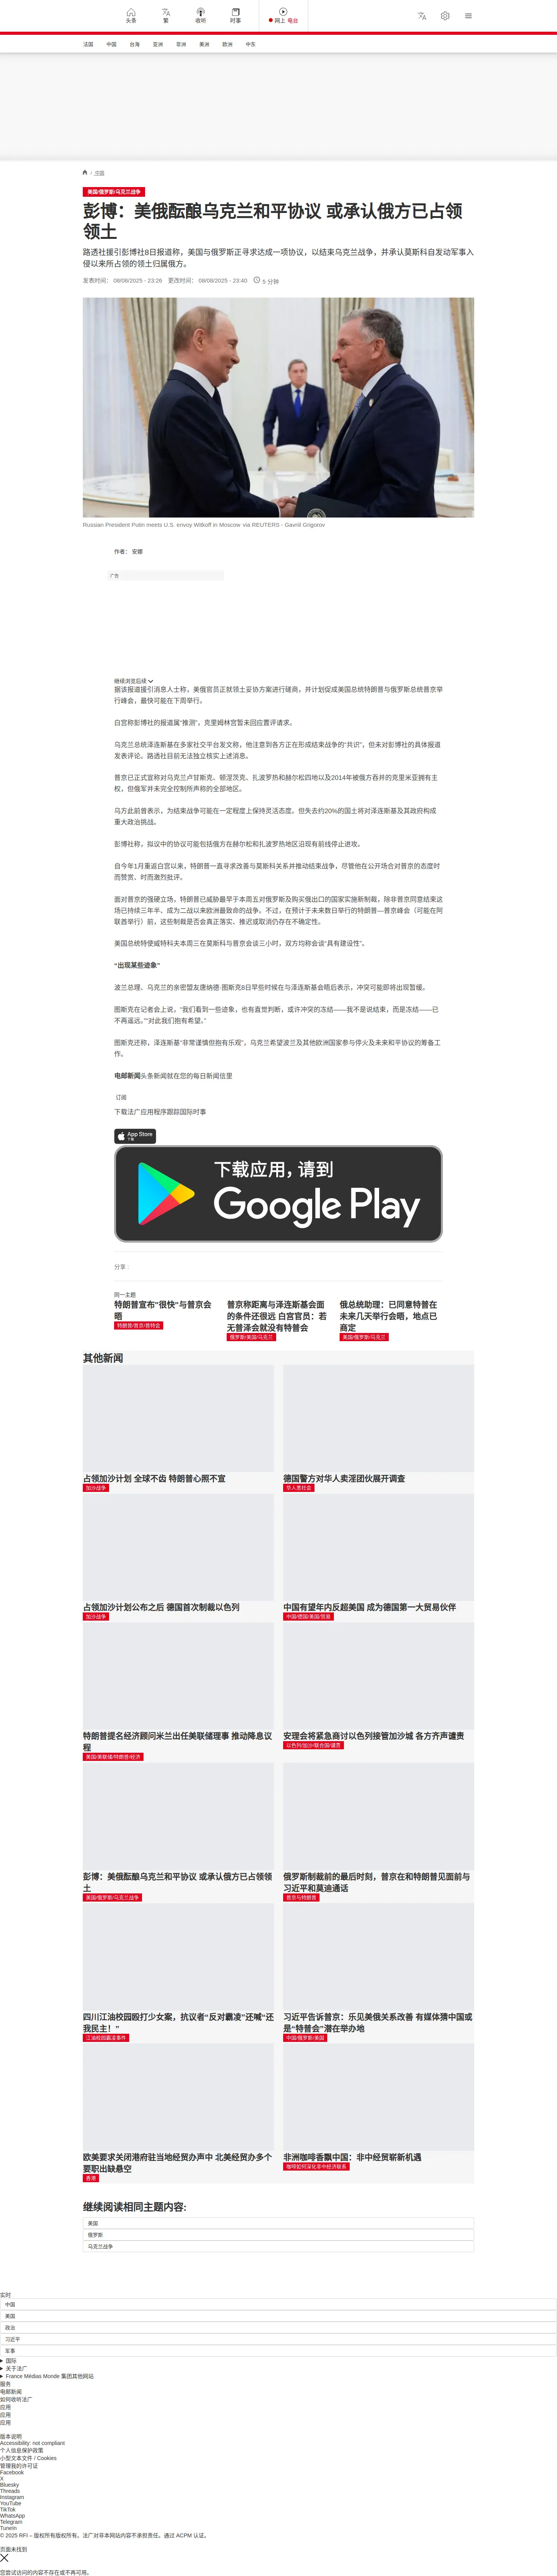 头条
繁
收听
时事
网上 电台
法国 中国 台海 亚洲 非洲 美洲 欧洲 中东
/ 中国
美国/俄罗斯/乌克兰战争
彭博：美俄酝酿乌克兰和平协议 或承认俄方已占领
领土
路透社援引彭博社8日报道称，美国与俄罗斯正寻求达成一项协议，以结束乌克兰战争，并承认莫斯科自发动军事入
侵以来所占领的领土归属俄方。
发表时间： 08/08/2025 - 23:26 更改时间： 08/08/2025 - 23:40 5 分钟
Russian President Putin meets U.S. envoy Witkoff in Moscow via REUTERS - Gavriil Grigorov
作者： 安娜
广告
继续浏览后续
据该报道援引消息人士称，美俄官员正就领土妥协方案进行磋商，并计划促成美国总统特朗普与俄罗斯总统普京举
行峰会，最快可能在下周举行。
白宫称彭博社的报道属“推测”，克里姆林宫暂未回应置评请求。
乌克兰总统泽连斯基在多家社交平台发文称，他注意到各方正在形成结束战争的“共识”，但未对彭博社的具体报道
发表评论。路透社目前无法独立核实上述消息。
普京已正式宣称对乌克兰卢甘斯克、顿涅茨克、扎波罗热和赫尔松四地以及2014年被俄方吞并的克里米亚拥有主
权，但俄军并未完全控制所声称的全部地区。
乌方此前曾表示，为结束战争可能在一定程度上保持灵活态度。但失去约20%的国土将对泽连斯基及其政府构成
重大政治挑战。
彭博社称，拟议中的协议可能包括俄方在赫尔松和扎波罗热地区沿现有前线停止进攻。
自今年1月重返白宫以来，特朗普一直寻求改善与莫斯科关系并推动结束战争，尽管他在公开场合对普京的态度时
而赞赏、时而激烈批评。
面对普京的强硬立场，特朗普已威胁最早于本周五对俄罗斯及购买俄出口的国家实施新制裁，除非普京同意结束这
场已持续三年半、成为二战以来欧洲最致命的战争。不过，在预计于未来数日举行的特朗普—普京峰会（可能在阿
联酋举行）前，这些制裁是否会真正落实、推迟或取消仍存在不确定性。
美国总统特使威特科夫本周三在莫斯科与普京会谈三小时，双方均称会谈“具有建设性”。
“出现某些迹象”
波兰总理、乌克兰的亲密盟友唐纳德·图斯克8日早些时候在与泽连斯基会晤后表示，冲突可能即将出现暂缓。
图斯克在记者会上说，“我们看到一些迹象，也有直觉判断，或许冲突的冻结——我不是说结束，而是冻结——已
不再遥远。”“对此我们抱有希望。”
图斯克还称，泽连斯基“非常谨慎但抱有乐观”，乌克兰希望波兰及其他欧洲国家参与停火及未来和平协议的筹备工
作。
电邮新闻头条新闻就在您的每日新闻信里
订阅
下载法广应用程序跟踪国际时事
App Store
下载
下载应用，请到
Google Play
分享 :
同一主题
特朗普宣布“很快”与普京会
晤
特朗普/普京/普特会
普京称距离与泽连斯基会面
的条件还很远 白宫官员：若
无普泽会就没有特普会
俄罗斯/美国/乌克兰
俄总统助理：已同意特普在
未来几天举行会晤，地点已
商定
美国/俄罗斯/乌克兰
其他新闻
占领加沙计划 全球不齿 特朗普心照不宣
加沙战争
德国警方对华人卖淫团伙展开调查
华人黑社会
占领加沙计划公布之后 德国首次制裁以色列
加沙战争
中国有望年内反超美国 成为德国第一大贸易伙伴
中国/德国/美国/贸易
特朗普提名经济顾问米兰出任美联储理事 推动降息议
程
美国/美联储/特朗普/经济
安理会将紧急商讨以色列接管加沙城 各方齐声谴责
以色列/加沙/联合国/谴责
彭博：美俄酝酿乌克兰和平协议 或承认俄方已占领领
土
美国/俄罗斯/乌克兰战争
俄罗斯制裁前的最后时刻，普京在和特朗普见面前与
习近平和莫迪通话
普京与特朗普
四川江油校园殴打少女案，抗议者“反对霸凌”还喊“还
我民主！”
江油校园霸凌事件
习近平告诉普京：乐见美俄关系改善 有媒体猜中国或
是“特普会”潜在举办地
中国/俄罗斯/美国
欧美要求关闭港府驻当地经贸办声中 北美经贸办多个
要职出缺悬空
香港
非洲咖啡香飘中国：非中经贸崭新机遇
咖啡如何深化非中经济联系
继续阅读相同主题内容:
美国
俄罗斯
乌克兰战争
实时
中国
美国
政治
习近平
军事
国际
关于法广
France Médias Monde 集团其他网站
服务
电邮新闻
如何收听法广
应用
应用
应用
版本说明
Accessibility: not compliant
个人信息保护政策
小型文本文件 / Cookies
管理我的许可证
Facebook
X
Bluesky
Threads
Instagram
YouTube
TikTok
WhatsApp
Telegram
TuneIn
© 2025 RFI – 版权所有版权所有。法广对非本网站内容不承担责任。通过 ACPM 认证。
页面未找到
您尝试访问的内容不存在或不再可用。